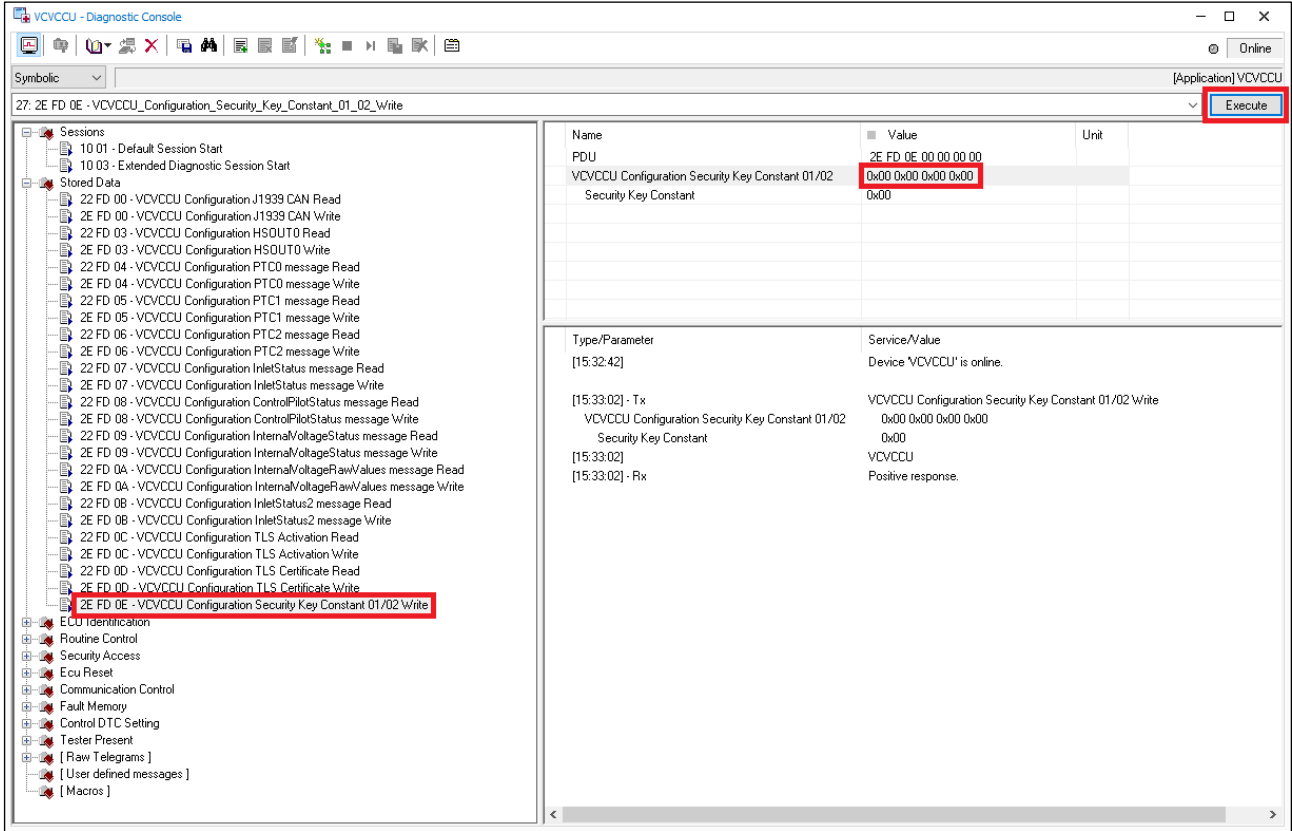 VCVCCU - Diagnostic Console
Online
Symbolic
[Application] VCVCCU
27: 2E FD 0E - VCVCCU_Configuration_Security_Key_Constant_01_02_Write
Execute
Sessions
10 01 - Default Session Start
10 03 - Extended Diagnostic Session Start
Stored Data
22 FD 00 - VCVCCU Configuration J1939 CAN Read
2E FD 00 - VCVCCU Configuration J1939 CAN Write
22 FD 03 - VCVCCU Configuration HSOUT0 Read
2E FD 03 - VCVCCU Configuration HSOUT0 Write
22 FD 04 - VCVCCU Configuration PTC0 message Read
2E FD 04 - VCVCCU Configuration PTC0 message Write
22 FD 05 - VCVCCU Configuration PTC1 message Read
2E FD 05 - VCVCCU Configuration PTC1 message Write
22 FD 06 - VCVCCU Configuration PTC2 message Read
2E FD 06 - VCVCCU Configuration PTC2 message Write
22 FD 07 - VCVCCU Configuration InletStatus message Read
2E FD 07 - VCVCCU Configuration InletStatus message Write
22 FD 08 - VCVCCU Configuration ControlPilotStatus message Read
2E FD 08 - VCVCCU Configuration ControlPilotStatus message Write
22 FD 09 - VCVCCU Configuration InternalVoltageStatus message Read
2E FD 09 - VCVCCU Configuration InternalVoltageStatus message Write
22 FD 0A - VCVCCU Configuration InternalVoltageRawValues message Read
2E FD 0A - VCVCCU Configuration InternalVoltageRawValues message Write
22 FD 0B - VCVCCU Configuration InletStatus2 message Read
2E FD 0B - VCVCCU Configuration InletStatus2 message Write
22 FD 0C - VCVCCU Configuration TLS Activation Read
2E FD 0C - VCVCCU Configuration TLS Activation Write
22 FD 0D - VCVCCU Configuration TLS Certificate Read
2E FD 0D - VCVCCU Configuration TLS Certificate Write
2E FD 0E - VCVCCU Configuration Security Key Constant 01/02 Write
ECU Identification
Routine Control
Security Access
Ecu Reset
Communication Control
Fault Memory
Control DTC Setting
Tester Present
[ Raw Telegrams ]
[ User defined messages ]
[ Macros ]
Name Value Unit
PDU 2E FD 0E 00 00 00 00
VCVCCU Configuration Security Key Constant 01/02 0x00 0x00 0x00 0x00
Security Key Constant 0x00
Type/Parameter Service/Value
[15:32:42] Device 'VCVCCU' is online.
[15:33:02] - Tx VCVCCU Configuration Security Key Constant 01/02 Write
VCVCCU Configuration Security Key Constant 01/02 0x00 0x00 0x00 0x00
Security Key Constant 0x00
[15:33:02] VCVCCU
[15:33:02] - Rx Positive response.